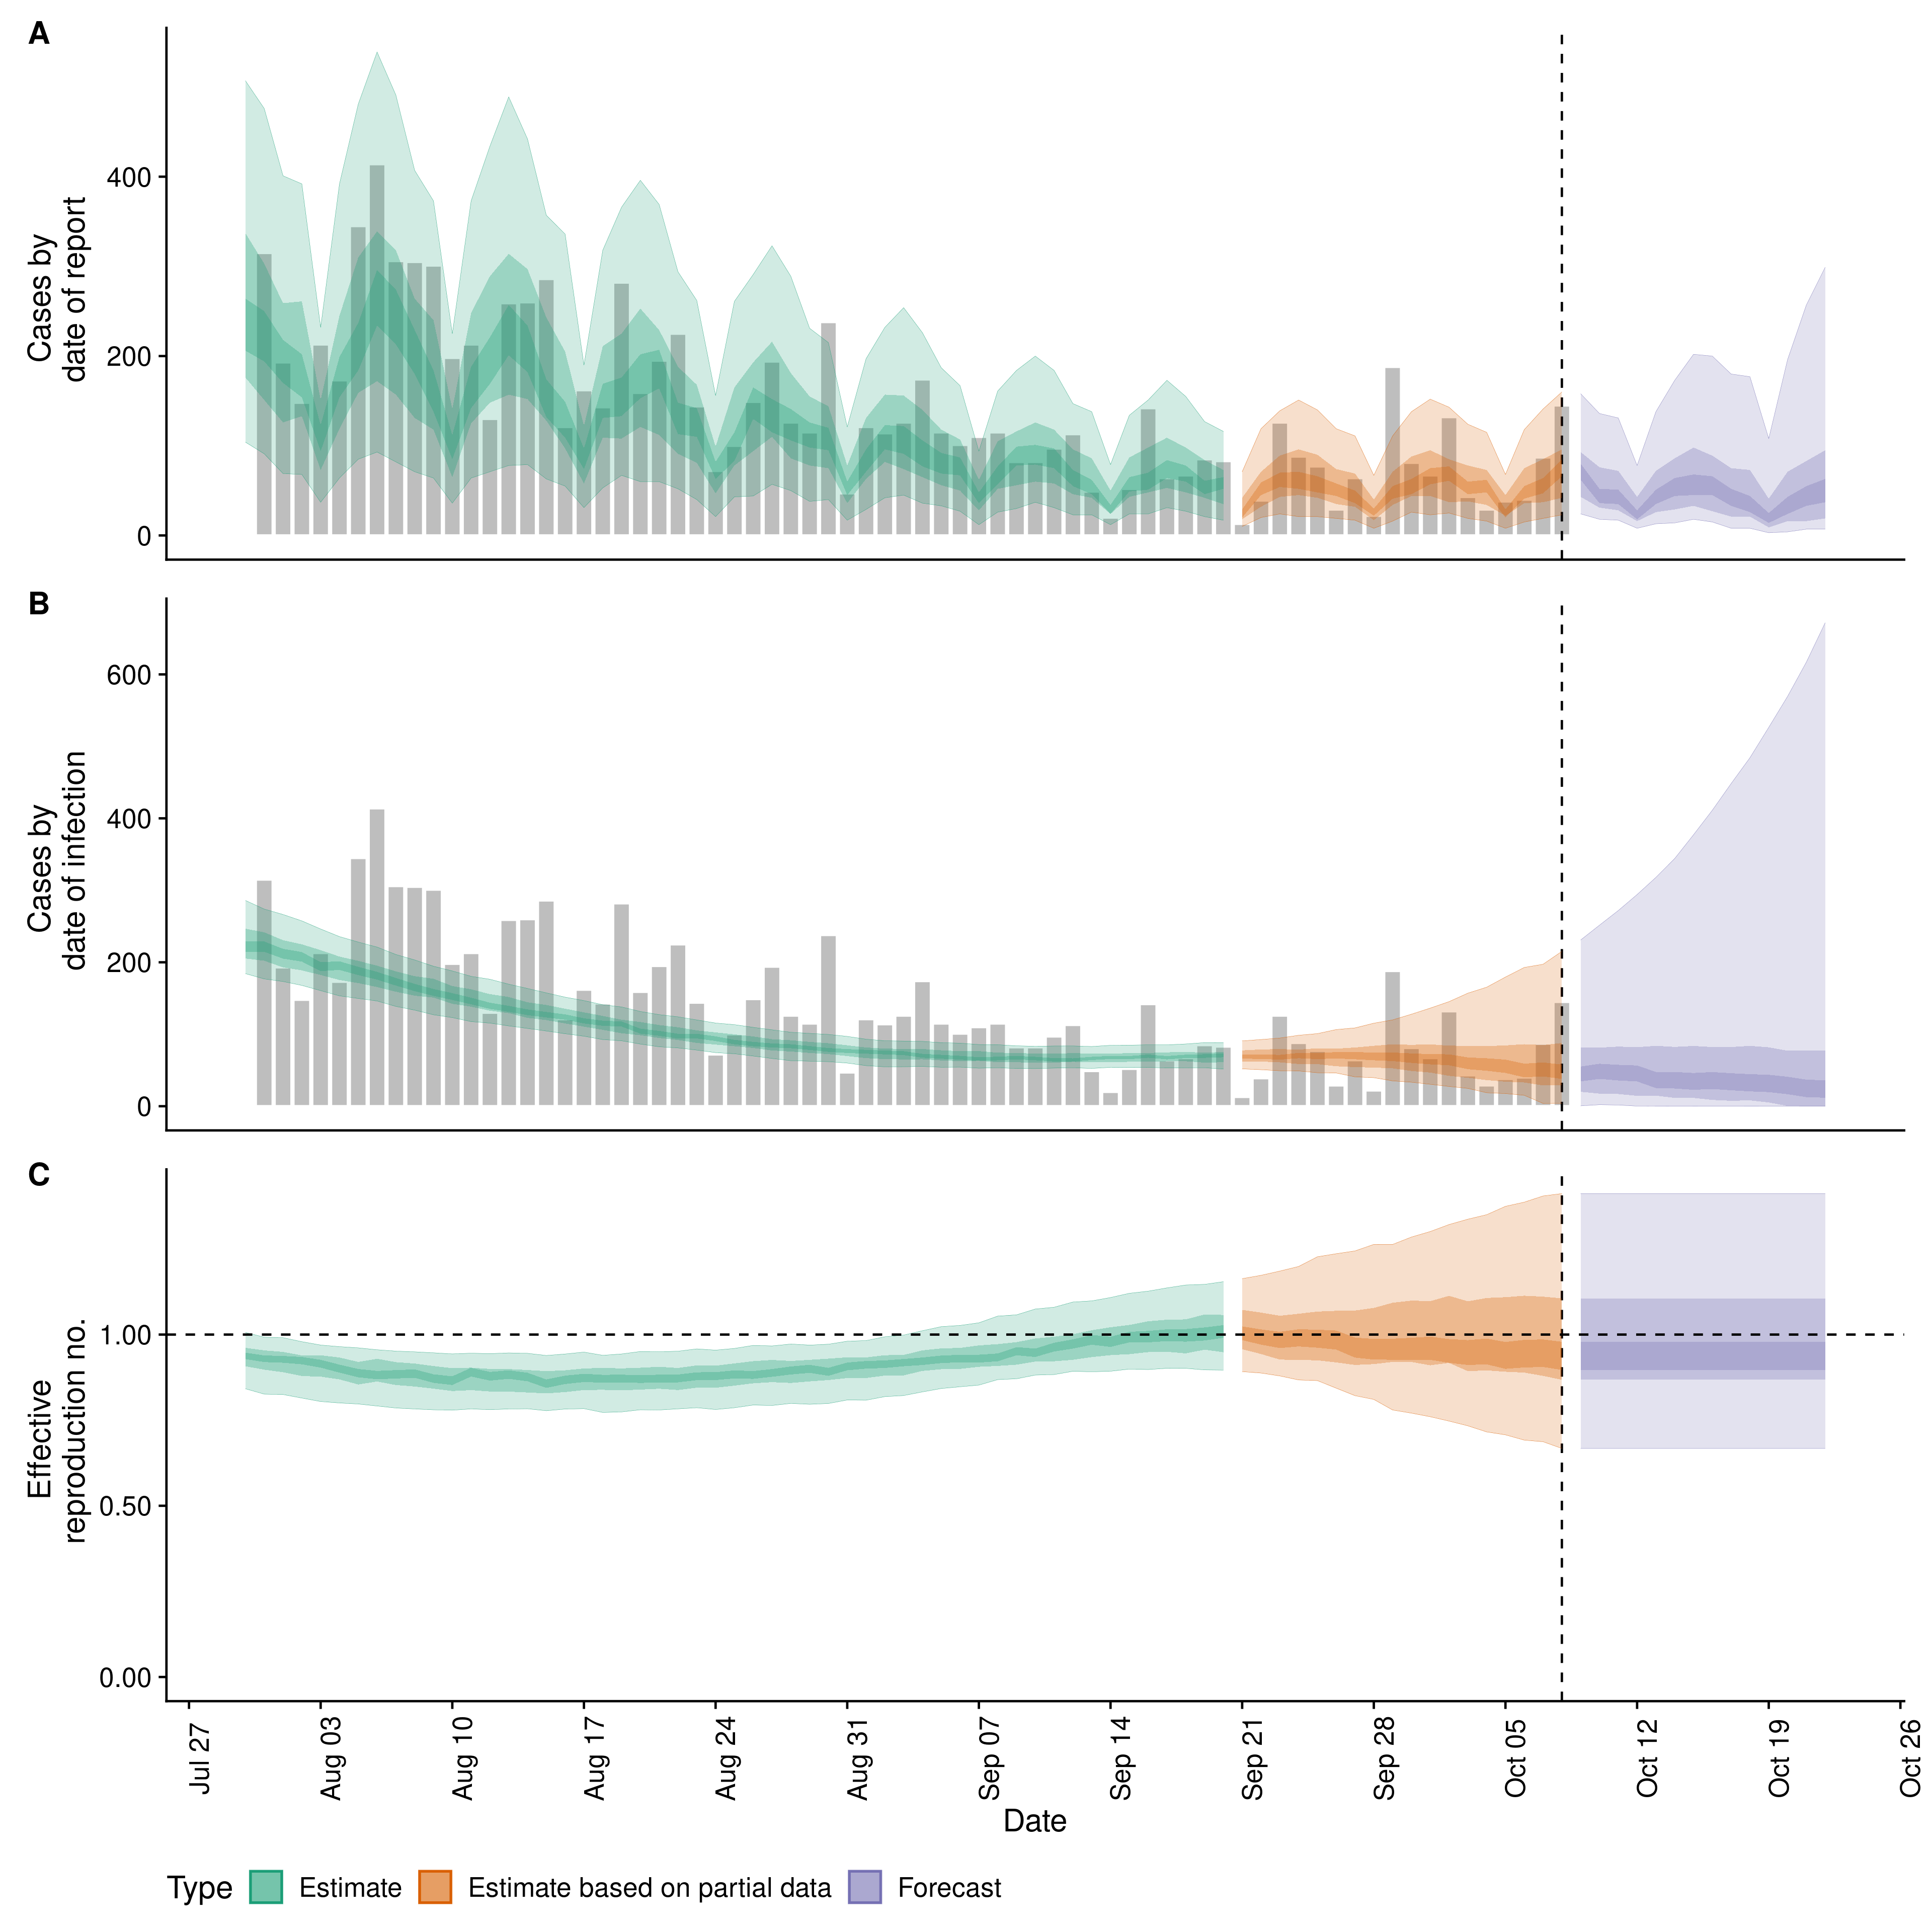 A
Cases by
date of report
400
200
0
B
Cases by
date of infection
600
400
200
0
C
Effective
reproduction no.
1.00
0.50
0.00
Jul 27
Aug 03
Aug 10
Aug 17
Aug 24
Aug 31
Sep 07
Sep 14
Sep 21
Sep 28
Oct 05
Oct 12
Oct 19
Oct 26
Date
Type Estimate Estimate based on partial data Forecast